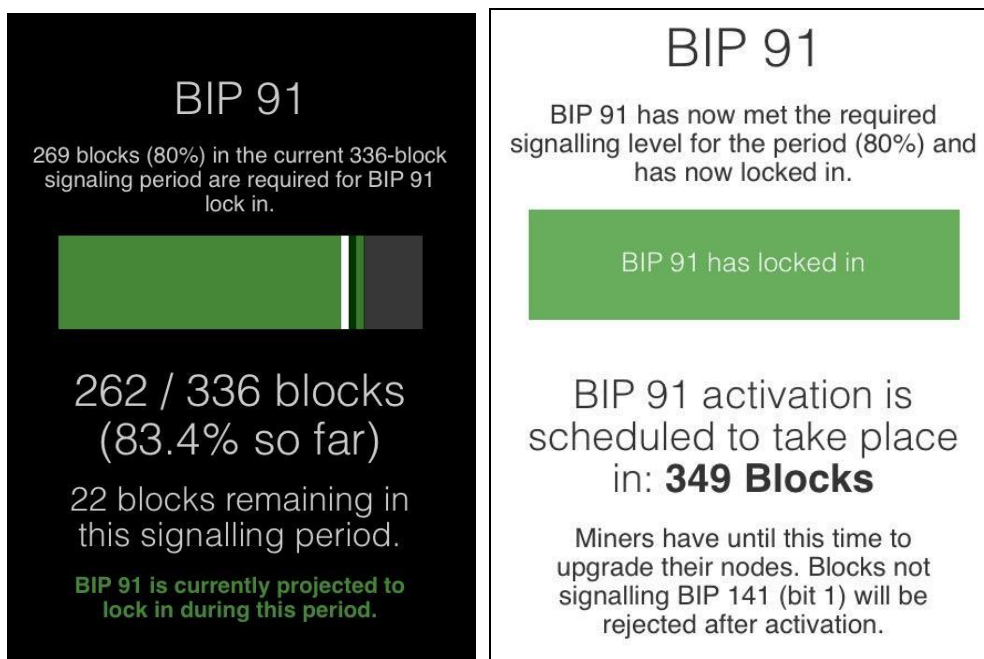 BIP 91
269 blocks (80%) in the current 336-block
signaling period are required for BIP 91
lock in.
262 / 336 blocks
(83.4% so far)
22 blocks remaining in
this signalling period.
BIP 91 is currently projected to
lock in during this period.
BIP 91
BIP 91 has now met the required
signalling level for the period (80%) and
has now locked in.
BIP 91 has locked in
BIP 91 activation is
scheduled to take place
in: 349 Blocks
Miners have until this time to
upgrade their nodes. Blocks not
signalling BIP 141 (bit 1) will be
rejected after activation.